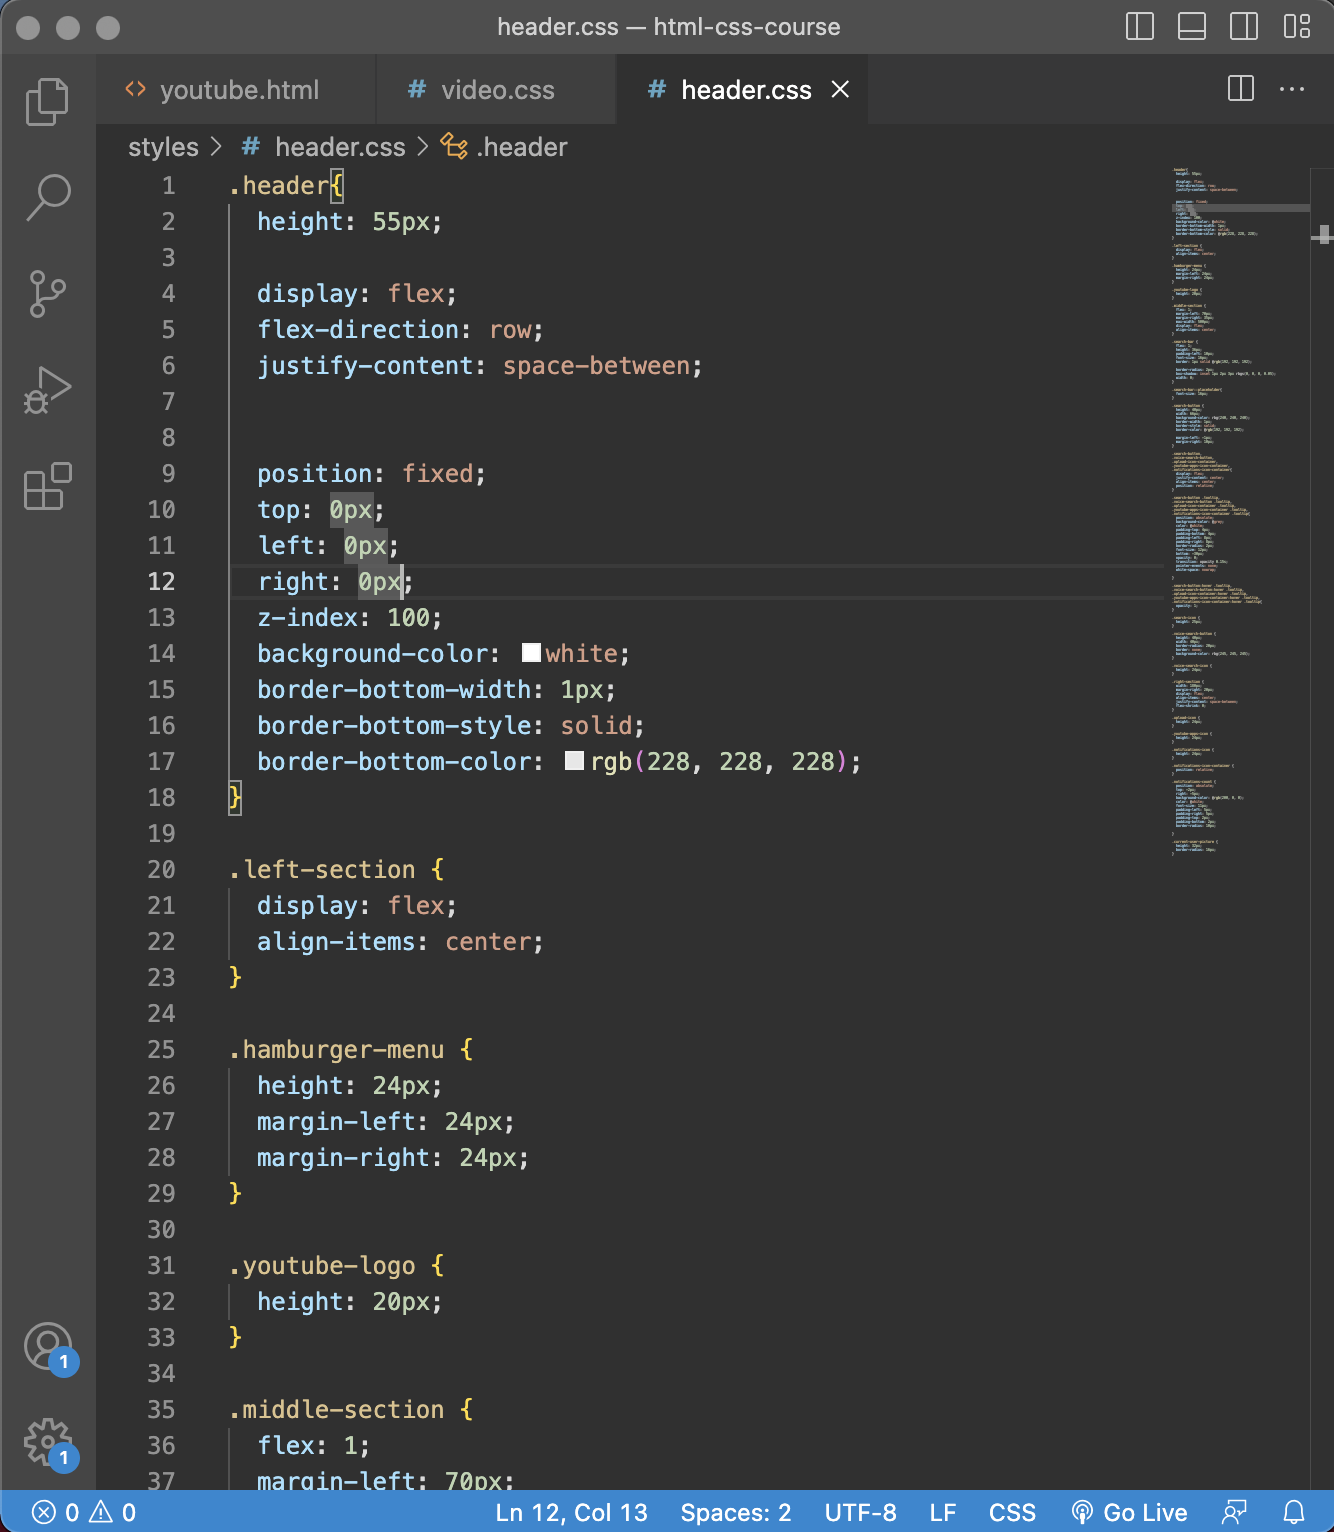 header.css — html-css-course
youtube.html
# video.css
# header.css
styles > # header.css > .header
1 .header{
2 height: 55px;
3
4 display: flex;
5 flex-direction: row;
6 justify-content: space-between;
7
8
9 position: fixed;
10 top: 0px;
11 left: 0px;
12 right: 0px;
13 z-index: 100;
14 background-color: white;
15 border-bottom-width: 1px;
16 border-bottom-style: solid;
17 border-bottom-color: rgb(228, 228, 228);
18 }
19
20 .left-section {
21 display: flex;
22 align-items: center;
23 }
24
25 .hamburger-menu {
26 height: 24px;
27 margin-left: 24px;
28 margin-right: 24px;
29 }
30
31 .youtube-logo {
32 height: 20px;
33 }
34
35 .middle-section {
36 flex: 1;
37 margin-left: 70px;
1
1
0 0 Ln 12, Col 13 Spaces: 2 UTF-8 LF CSS Go Live